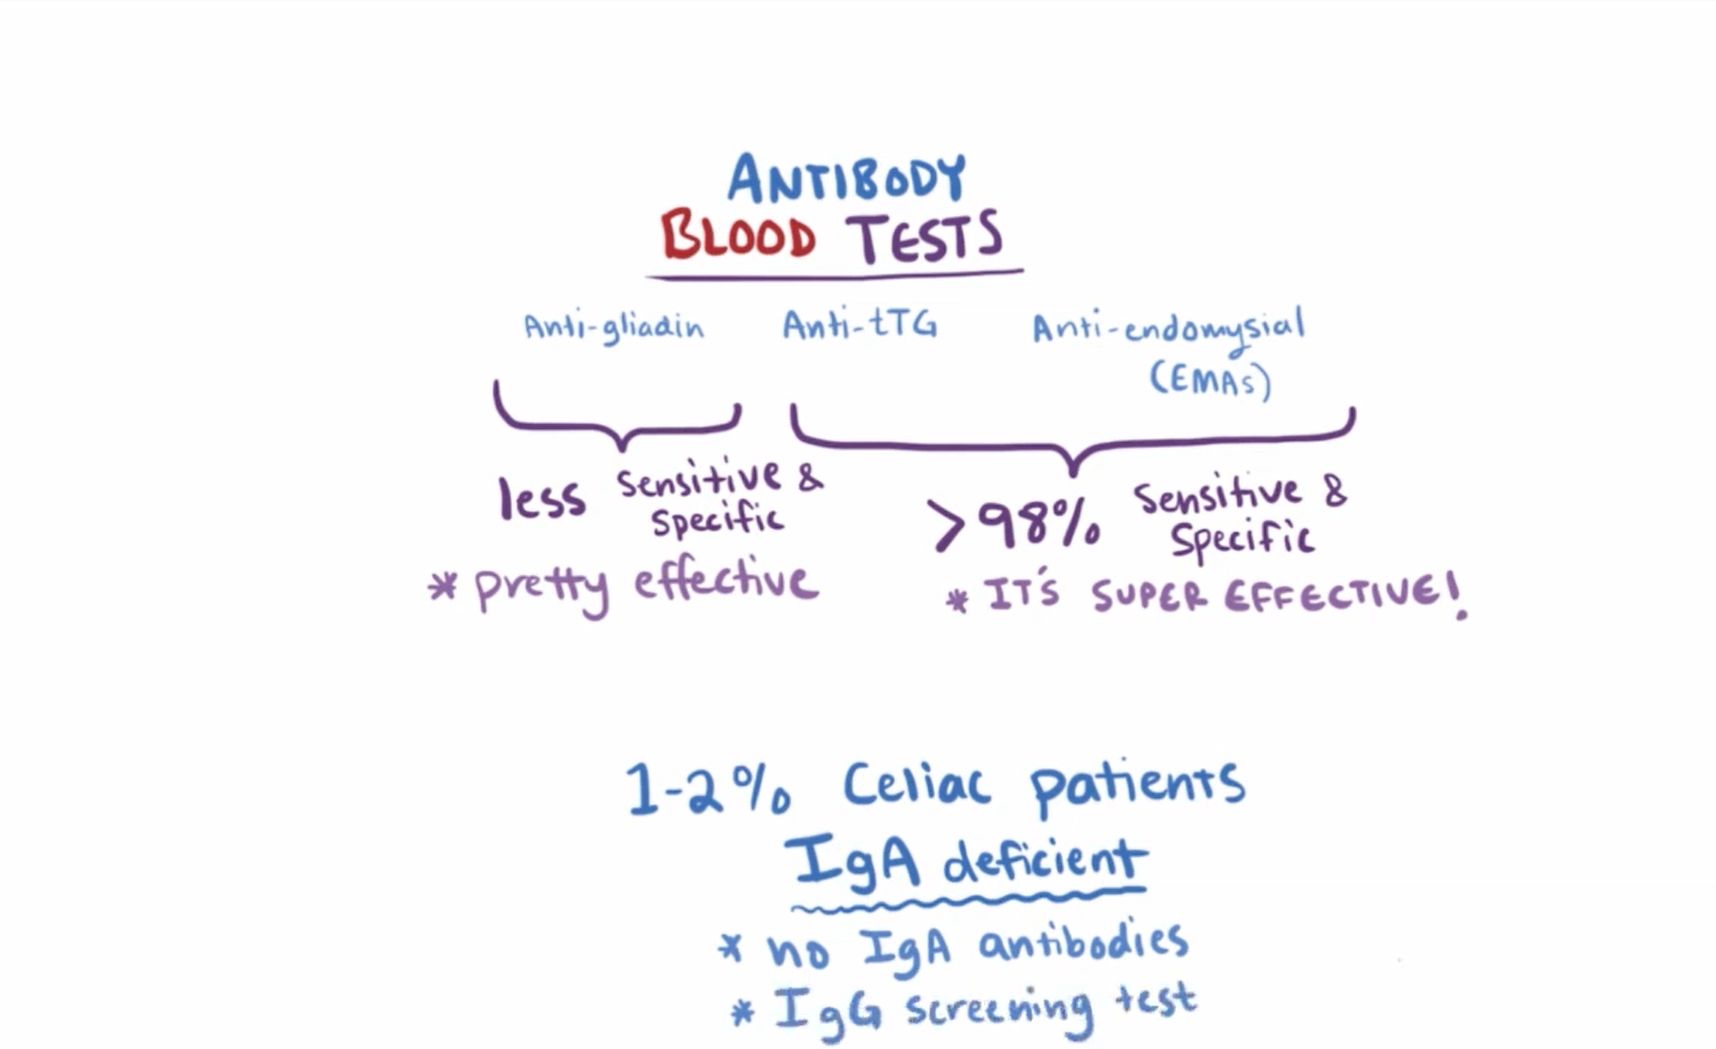 ANTIBODY
BLOOD TESTS
Anti-gliadin Anti-tTG Anti-endomysial
(EMAs)
less Sensitive &
Specific
>98% Sensitive &
Specific
* pretty effective
* IT'S SUPER EFFECTIVE!
1-2% Celiac patients
IgA deficient
* no IgA antibodies
* IgG screening test